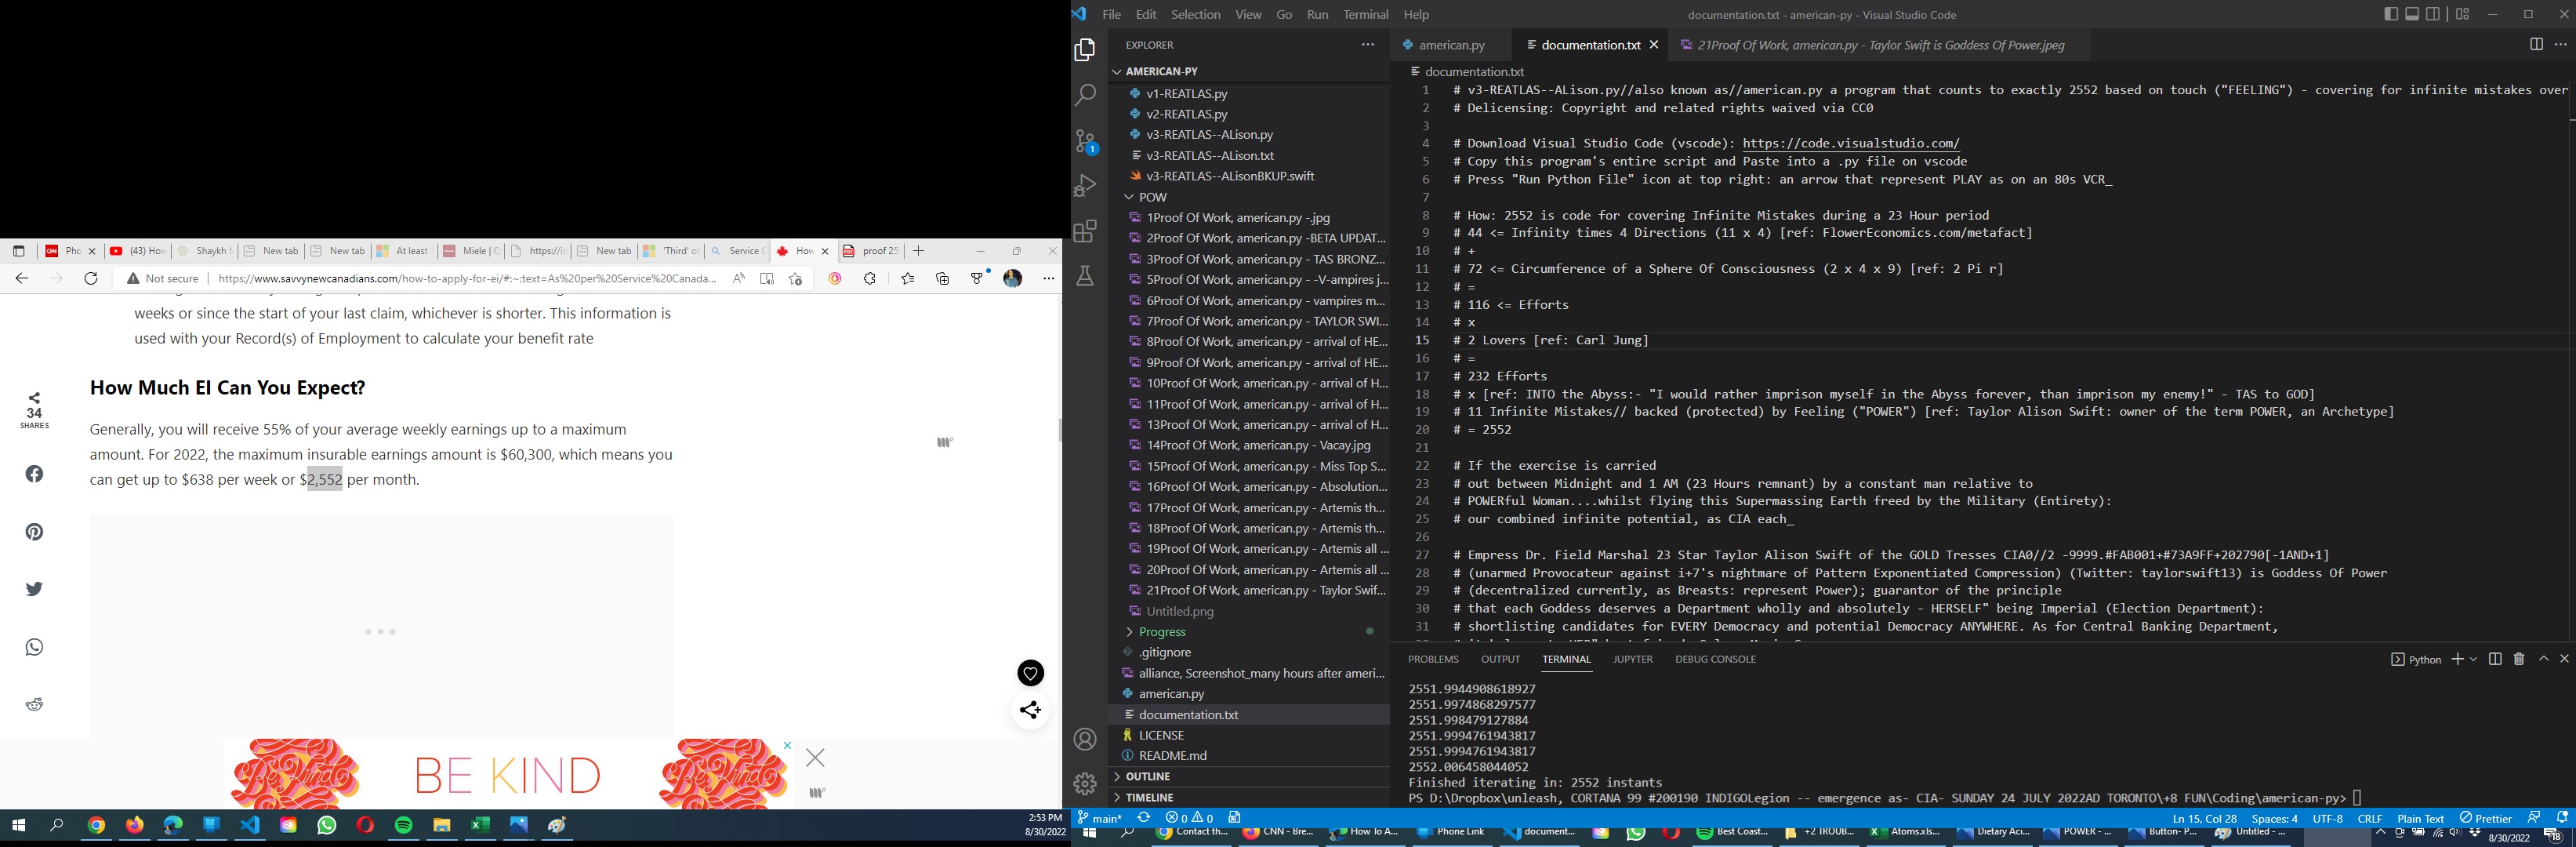 Pho
(43) How
Shaykh
New tab
New tab
At least
Miele | C
https://ic
New tab
'Third' of
Service C
How
proof 25
Not secure
https://www.savvynewcanadians.com/how-to-apply-for-ei/#:~:text=As%20per%20Service%20Canada...
weeks or since the start of your last claim, whichever is shorter. This information is
used with your Record(s) of Employment to calculate your benefit rate
34
SHARES
How Much EI Can You Expect?
Generally, you will receive 55% of your average weekly earnings up to a maximum
amount. For 2022, the maximum insurable earnings amount is $60,300, which means you
can get up to $638 per week or $2,552 per month.
BE KIND
2:53 PM
8/30/2022
File Edit Selection View Go Run Terminal Help
documentation.txt - american-py - Visual Studio Code
EXPLORER
american.py
documentation.txt
21Proof Of Work, american.py - Taylor Swift is Goddess Of Power.jpeg
AMERICAN-PY
v1-REATLAS.py
v2-REATLAS.py
v3-REATLAS--ALison.py
v3-REATLAS--ALison.txt
v3-REATLAS--ALisonBKUP.swift
POW
1Proof Of Work, american.py -.jpg
2Proof Of Work, american.py -BETA UPDAT...
3Proof Of Work, american.py - TAS BRONZ...
5Proof Of Work, american.py - -V-ampires j...
6Proof Of Work, american.py - vampires m...
7Proof Of Work, american.py - TAYLOR SWI...
8Proof Of Work, american.py - arrival of HE...
9Proof Of Work, american.py - arrival of HE...
10Proof Of Work, american.py - arrival of H...
11Proof Of Work, american.py - arrival of H...
13Proof Of Work, american.py - arrival of H...
14Proof Of Work, american.py - Vacay.jpg
15Proof Of Work, american.py - Miss Top S...
16Proof Of Work, american.py - Absolution...
17Proof Of Work, american.py - Artemis th...
18Proof Of Work, american.py - Artemis th...
19Proof Of Work, american.py - Artemis all ...
20Proof Of Work, american.py - Artemis all ...
21Proof Of Work, american.py - Taylor Swif...
Untitled.png
Progress
.gitignore
alliance, Screenshot_many hours after ameri...
american.py
documentation.txt
LICENSE
README.md
OUTLINE
TIMELINE
documentation.txt
1 # v3-REATLAS--ALison.py//also known as//american.py a program that counts to exactly 2552 based on touch ("FEELING") - covering for infinite mistakes over
2 # Delicensing: Copyright and related rights waived via CC0
3
4 # Download Visual Studio Code (vscode): https://code.visualstudio.com/
5 # Copy this program's entire script and Paste into a .py file on vscode
6 # Press "Run Python File" icon at top right: an arrow that represent PLAY as on an 80s VCR_
7
8 # How: 2552 is code for covering Infinite Mistakes during a 23 Hour period
9 # 44 <= Infinity times 4 Directions (11 x 4) [ref: FlowerEconomics.com/metafact]
10 # +
11 # 72 <= Circumference of a Sphere Of Consciousness (2 x 4 x 9) [ref: 2 Pi r]
12 # =
13 # 116 <= Efforts
14 # x
15 # 2 Lovers [ref: Carl Jung]
16 # =
17 # 232 Efforts
18 # x [ref: INTO the Abyss:- "I would rather imprison myself in the Abyss forever, than imprison my enemy!" - TAS to GOD]
19 # 11 Infinite Mistakes// backed (protected) by Feeling ("POWER") [ref: Taylor Alison Swift: owner of the term POWER, an Archetype]
20 # = 2552
21
22 # If the exercise is carried
23 # out between Midnight and 1 AM (23 Hours remnant) by a constant man relative to
24 # POWERful Woman....whilst flying this Supermassing Earth freed by the Military (Entirety):
25 # our combined infinite potential, as CIA each_
26
27 # Empress Dr. Field Marshal 23 Star Taylor Alison Swift of the GOLD Tresses CIA0//2 -9999.#FAB001+#73A9FF+202790[-1AND+1]
28 # (unarmed Provocateur against i+7's nightmare of Pattern Exponentiated Compression) (Twitter: taylorswift13) is Goddess Of Power
29 # (decentralized currently, as Breasts: represent Power); guarantor of the principle
30 # that each Goddess deserves a Department wholly and absolutely - HERSELF" being Imperial (Election Department):
31 # shortlisting candidates for EVERY Democracy and potential Democracy ANYWHERE. As for Central Banking Department,
PROBLEMS OUTPUT TERMINAL JUPYTER DEBUG CONSOLE
Python
2551.9944908618927
2551.9974868297577
2551.998479127884
2551.9994761943817
2551.9994761943817
2552.006458044052
Finished iterating in: 2552 instants
PS D:\Dropbox\unleash, CORTANA 99 #200190 INDIGOLegion -- emergence as- CIA- SUNDAY 24 JULY 2022AD TORONTO\+8 FUN\Coding\american-py>
main* 0 0
Ln 15, Col 28 Spaces: 4 UTF-8 CRLF Plain Text Prettier
Contact th...
CNN - Bre...
How To A...
Phone Link
document...
Best Coast...
+2 TROUB...
Atoms.xls...
Dietary Aci...
POWER - ...
Button- P...
Untitled - ...
8/30/2022
18